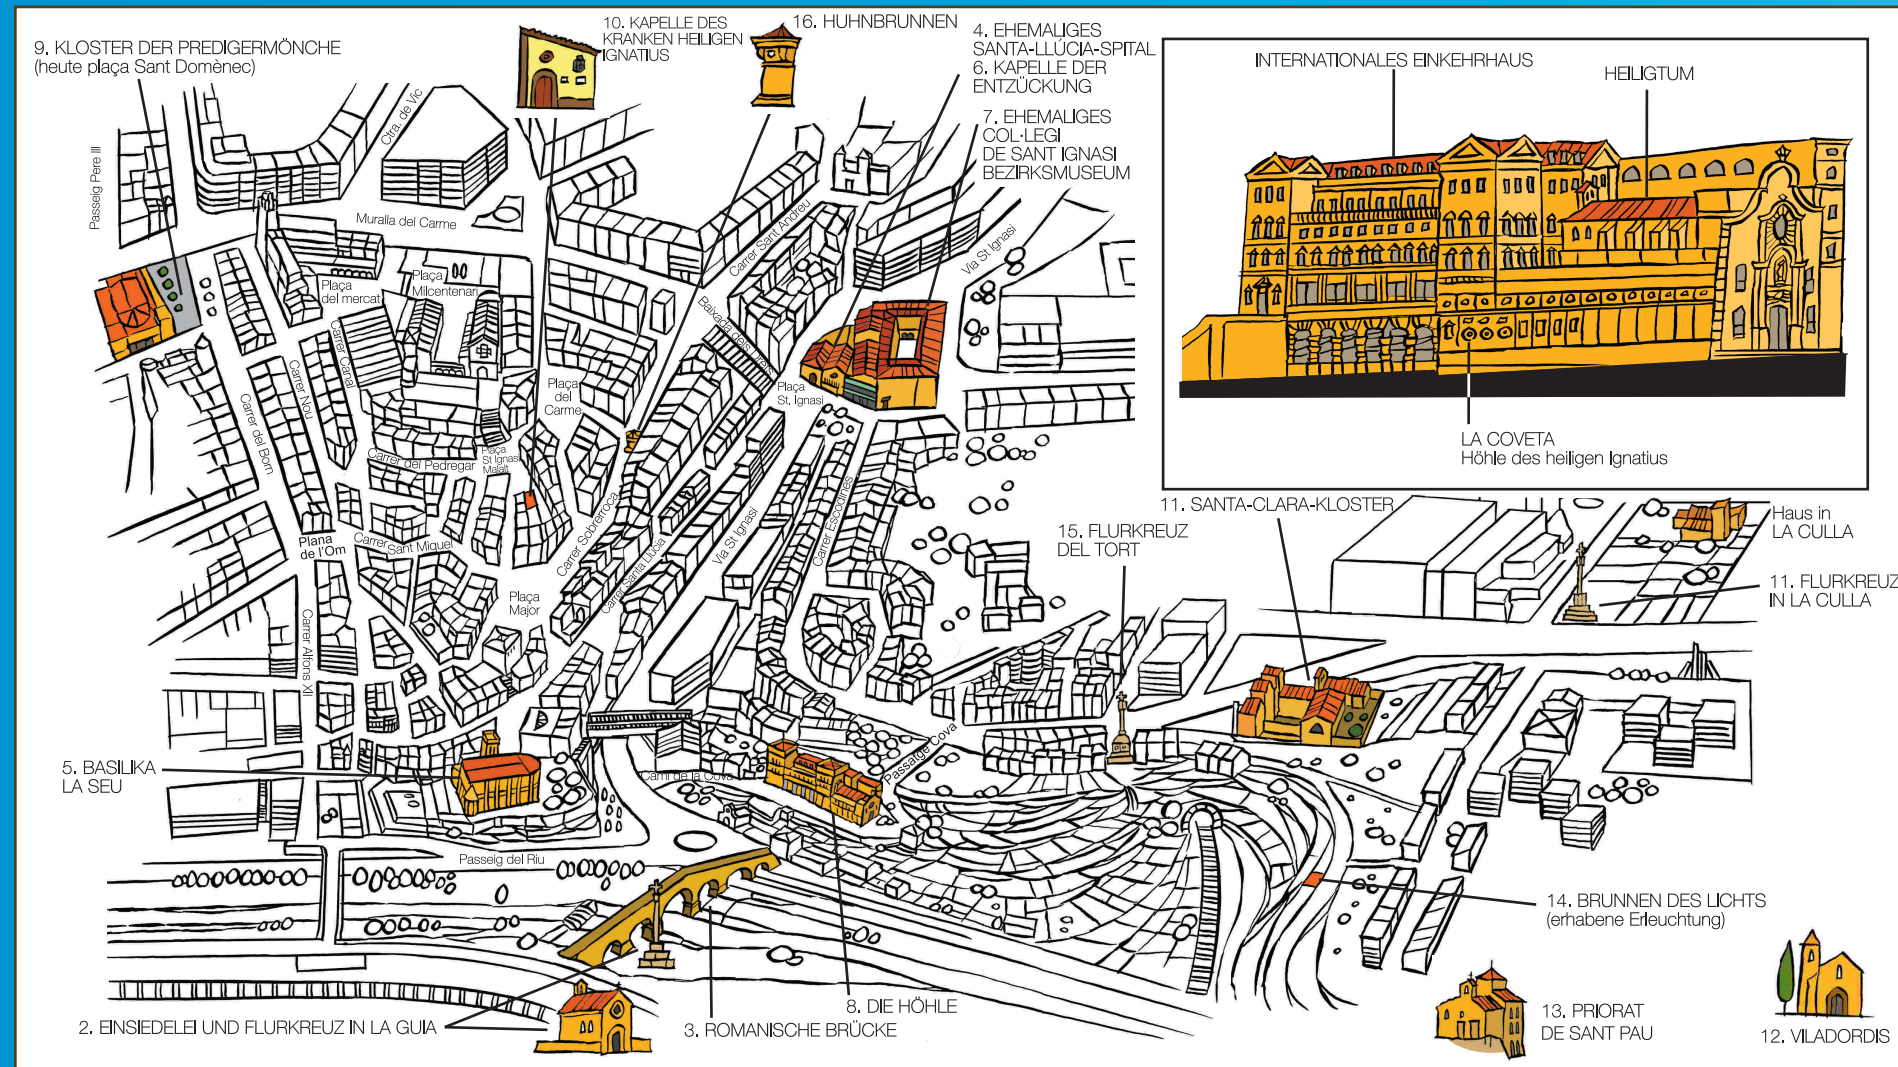 9. KLOSTER DER PREDIGERMÖNCHE
(heute plaça Sant Domènec)
10. KAPELLE DES
KRANKEN HEILIGEN
IGNATIUS
16. HUHNBRUNNEN
4. EHEMALIGES
SANTA-LLÚCIA-SPITAL
6. KAPELLE DER
ENTZÜCKUNG
7. EHEMALIGES
COL·LEGI
DE SANT IGNASI
BEZIRKSMUSEUM
INTERNATIONALES EINKEHRHAUS
HEILIGTUM
LA COVETA
Höhle des heiligen Ignatius
Passeig Pere III
Ctra. de Vic
Muralla del Carme
Plaça
del mercat
Plaça
Milcentenari
Carrer Sant Andreu
Via St Ignasi
Baixada dels Drets
Plaça
St. Ignasi
Carrer Canal
Carrer Nou
Carrer del Born
Plaça
del
Carme
Carrer del Pedregar
Plaça
St Ignasi
Malalt
Plana
de l'Om
Carrer Sant Miquel
Carrer Sobrerroca
Carrer Santa Llúcia
Via St Ignasi
Carrer Escodines
Plaça
Major
Carrer Alfons XII
11. SANTA-CLARA-KLOSTER
15. FLURKREUZ
DEL TORT
Haus in
LA CULLA
11. FLURKREUZ
IN LA CULLA
5. BASILIKA
LA SEU
Camí de la Cova
Passatge Cova
Passeig del Riu
14. BRUNNEN DES LICHTS
(erhabene Erleuchtung)
8. DIE HÖHLE
2. EINSIEDELEI UND FLURKREUZ IN LA GUIA
3. ROMANISCHE BRÜCKE
13. PRIORAT
DE SANT PAU
12. VILADORDIS